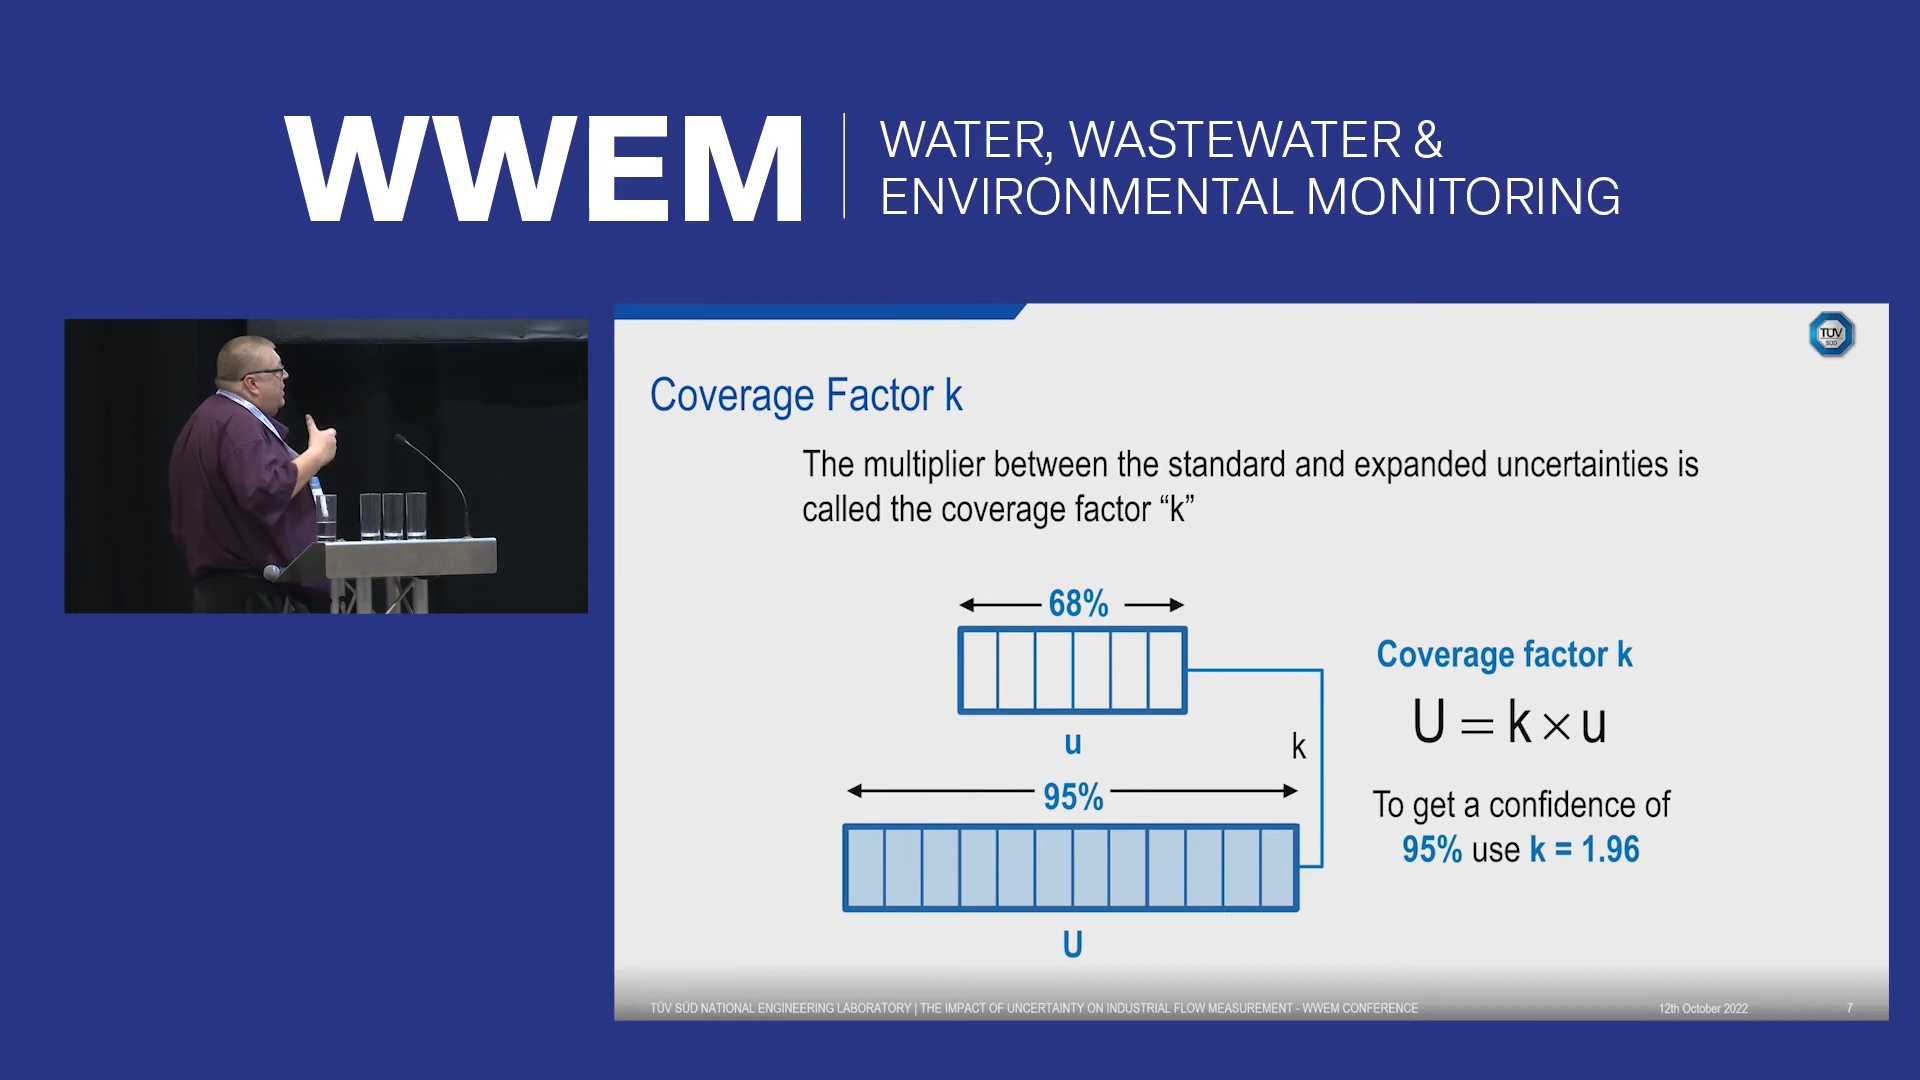 WWEM
WATER, WASTEWATER &
ENVIRONMENTAL MONITORING
TÜV
SÜD
Coverage Factor k
The multiplier between the standard and expanded uncertainties is
called the coverage factor “k”
68%
u
k
95%
U
Coverage factor k
U = k × u
To get a confidence of
95% use k = 1.96
TÜV SÜD NATIONAL ENGINEERING LABORATORY | THE IMPACT OF UNCERTAINTY ON INDUSTRIAL FLOW MEASUREMENT - WWEM CONFERENCE
12th October 2022
7